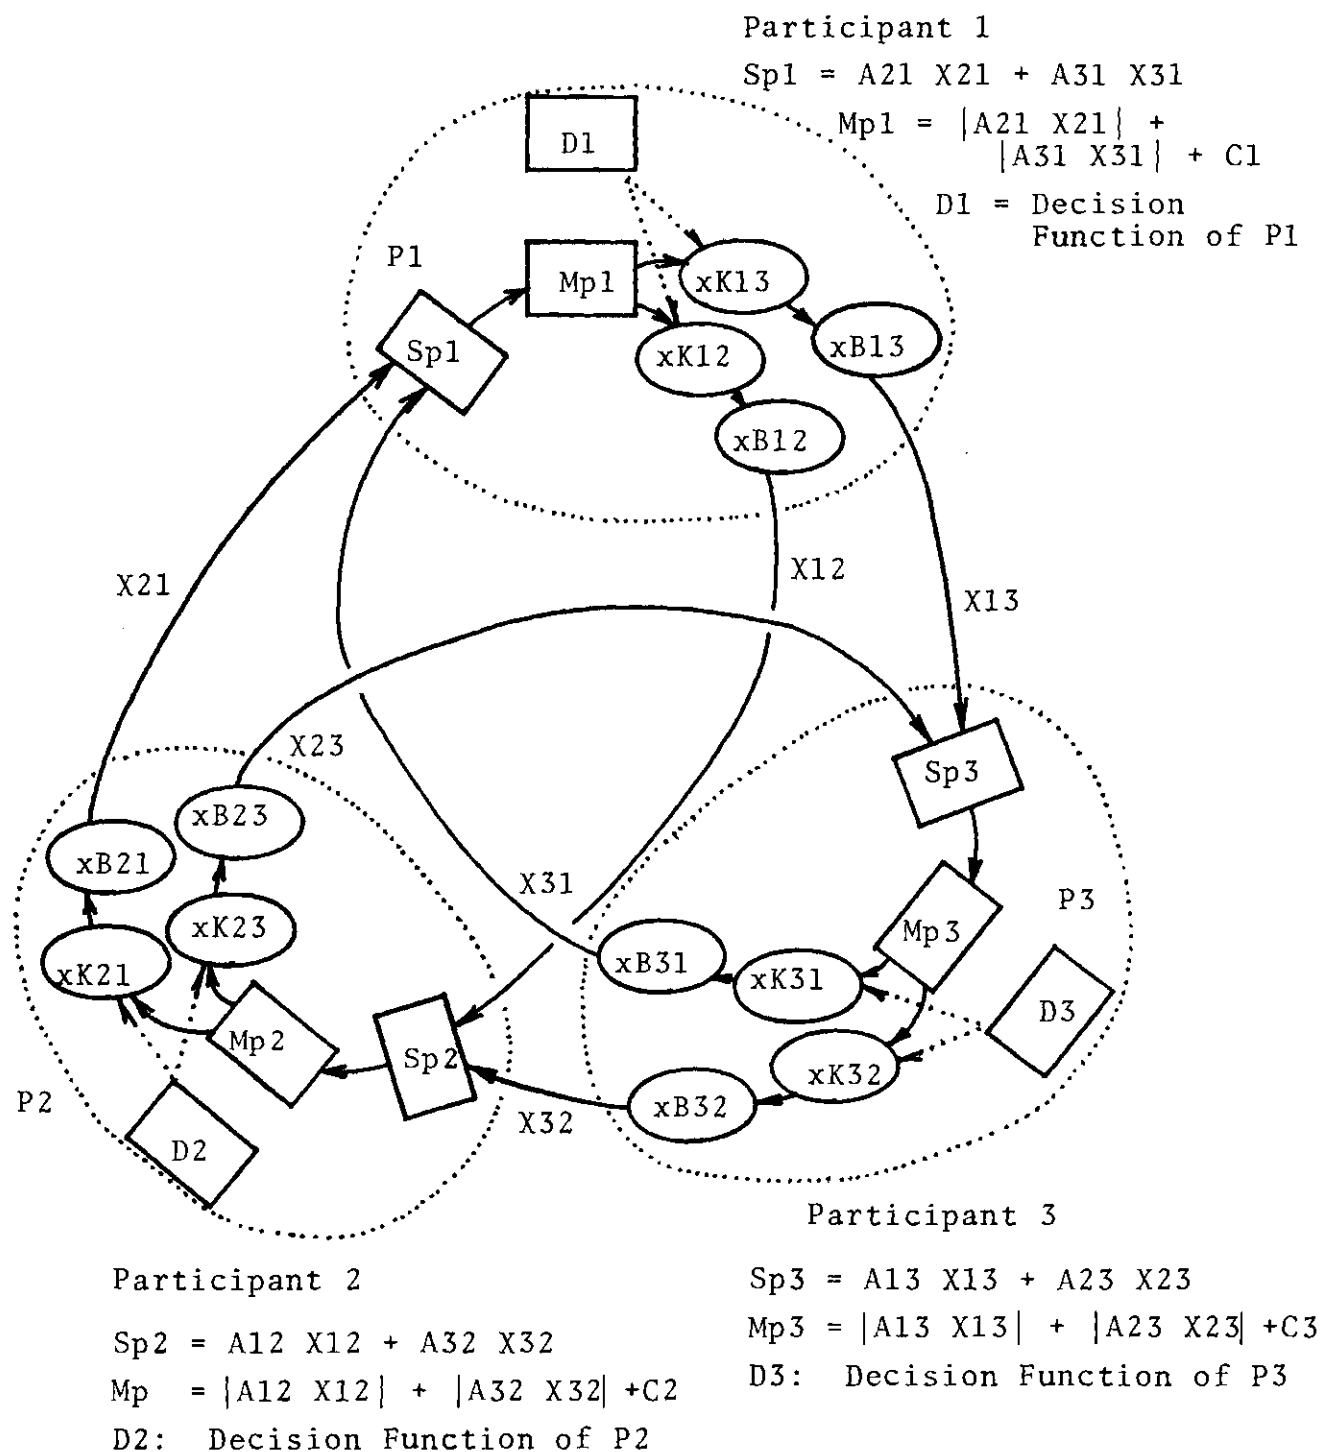 Participant 1
Sp1 = A21 X21 + A31 X31
Mp1 = |A21 X21| +
|A31 X31| + C1
D1 = Decision
Function of P1
D1
P1
Mp1
xK13
Sp1
xK12
xB13
xB12
X21
X12
X13
X23
Sp3
xB23
xB21
X31
P3
xK23
Mp3
xK21
xB31
xK31
D3
Mp2
Sp2
xK32
P2
xB32
X32
D2
Participant 3
Sp3 = A13 X13 + A23 X23
Mp3 = |A13 X13| + |A23 X23| +C3
D3: Decision Function of P3
Participant 2
Sp2 = A12 X12 + A32 X32
Mp = |A12 X12| + |A32 X32| +C2
D2: Decision Function of P2